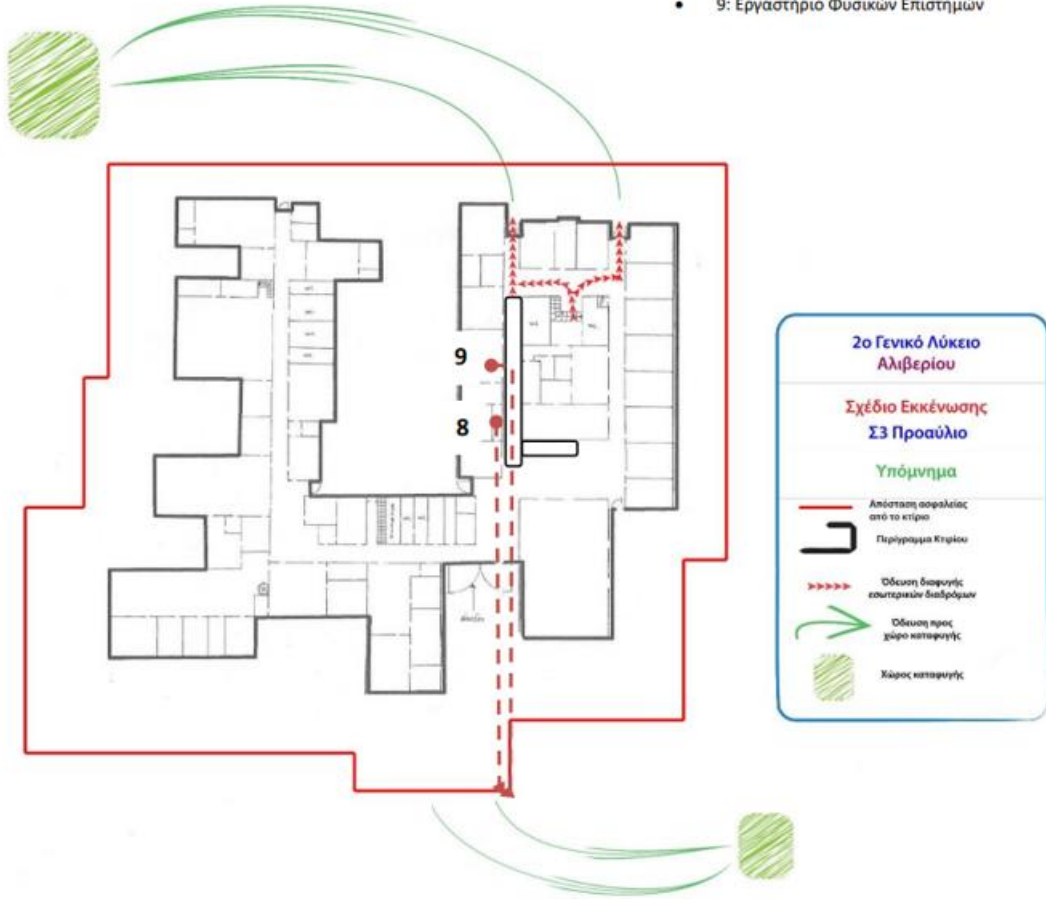 • 9: Εργαστήριο Φυσικών Επιστημών
9
8
2ο Γενικό Λύκειο
Αλιβερίου
Σχέδιο Εκκένωσης
Σ3 Προαύλιο
Υπόμνημα
Απόσταση ασφαλείας
από το κτίριο
Περίγραμμα Κτιρίου
Όδευση διαφυγής
εσωτερικών διαδρόμων
Όδευση προς
χώρο καταφυγής
Χώρος καταφυγής